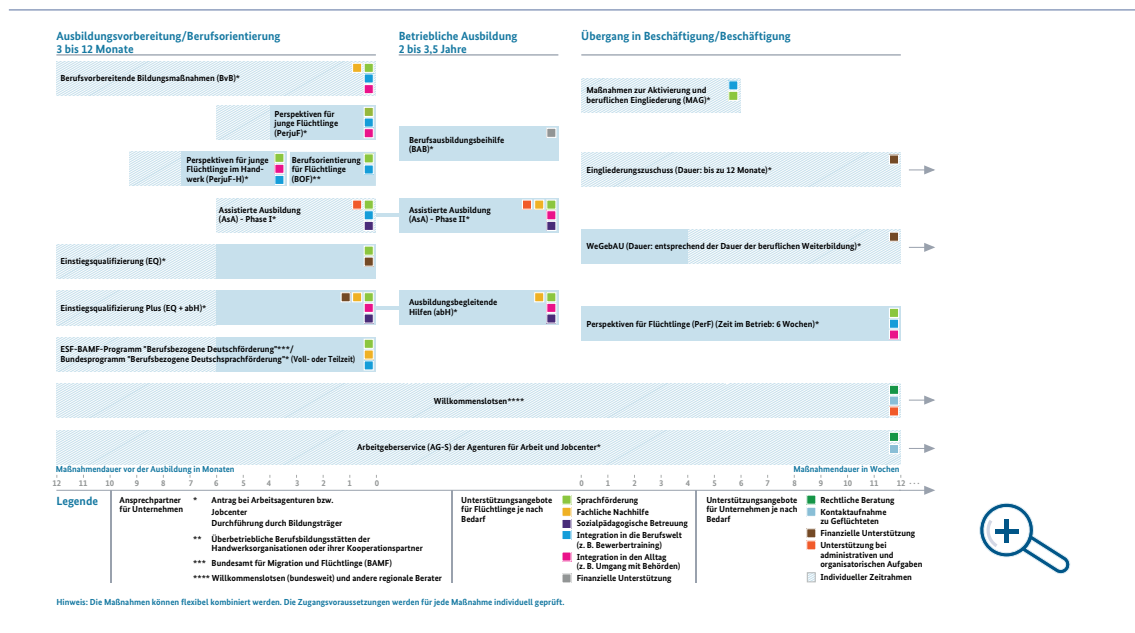 Ausbildungsvorbereitung/Berufsorientierung
3 bis 12 Monate
Betriebliche Ausbildung
2 bis 3,5 Jahre
Übergang in Beschäftigung/Beschäftigung
Berufsvorbereitende Bildungsmaßnahmen (BvB)*
Perspektiven für
junge Flüchtlinge
(PerjuF)*
Perspektiven für junge
Flüchtlinge im Hand-
werk (PerjuF-H)*
Berufsorientierung
für Flüchtlinge
(BOF)**
Assistierte Ausbildung
(AsA) - Phase I*
Einstiegsqualifizierung (EQ)*
Einstiegsqualifizierung Plus (EQ + abH)*
ESF-BAMF-Programm "Berufsbezogene Deutschförderung"***/
Bundesprogramm "Berufsbezogene Deutschsprachförderung"* (Voll- oder Teilzeit)
Berufsausbildungsbeihilfe
(BAB)*
Assistierte Ausbildung
(AsA) - Phase II*
Ausbildungsbegleitende
Hilfen (abH)*
Maßnahmen zur Aktivierung und
beruflichen Eingliederung (MAG)*
Eingliederungszuschuss (Dauer: bis zu 12 Monate)*
WeGebAU (Dauer: entsprechend der Dauer der beruflichen Weiterbildung)*
Perspektiven für Flüchtlinge (PerF) (Zeit im Betrieb: 6 Wochen)*
Willkommenslotsen****
Arbeitgeberservice (AG-S) der Agenturen für Arbeit und Jobcenter*
Maßnahmendauer vor der Ausbildung in Monaten
12 11 10 9 8 7 6 5 4 3 2 1 0
Maßnahmendauer in Wochen
0 1 2 3 4 5 6 7 8 9 10 11 12 ...
Legende
Ansprechpartner
für Unternehmen
* Antrag bei Arbeitsagenturen bzw.
Jobcenter
Durchführung durch Bildungsträger
** Überbetriebliche Berufsbildungsstätten der
Handwerksorganisationen oder ihrer Kooperationspartner
*** Bundesamt für Migration und Flüchtlinge (BAMF)
**** Willkommenslotsen (bundesweit) und andere regionale Berater
Unterstützungsangebote
für Flüchtlinge je nach
Bedarf
Sprachförderung
Fachliche Nachhilfe
Sozialpädagogische Betreuung
Integration in die Berufswelt
(z. B. Bewerbertraining)
Integration in den Alltag
(z. B. Umgang mit Behörden)
Finanzielle Unterstützung
Unterstützungsangebote
für Unternehmen je nach
Bedarf
Rechtliche Beratung
Kontaktaufnahme
zu Geflüchteten
Finanzielle Unterstützung
Unterstützung bei
administrativen und
organisatorischen Aufgaben
Individueller Zeitrahmen
Hinweis: Die Maßnahmen können flexibel kombiniert werden. Die Zugangsvoraussetzungen werden für jede Maßnahme individuell geprüft.